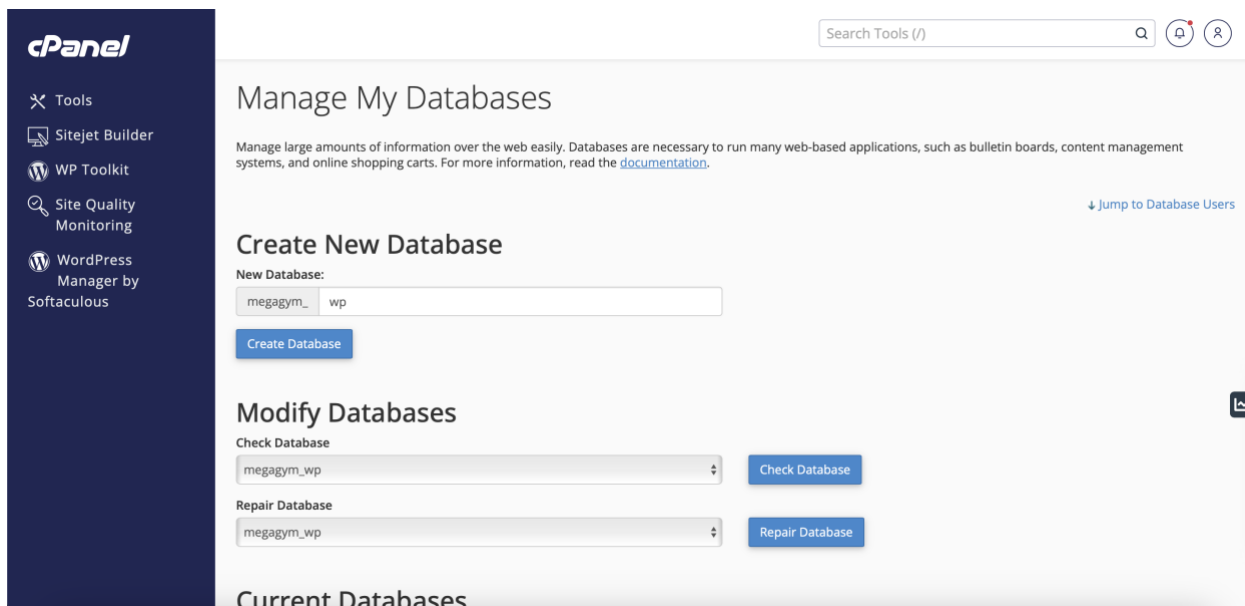 cPanel
Search Tools (/)
Tools
Sitejet Builder
WP Toolkit
Site Quality
Monitoring
WordPress
Manager by
Softaculous
Manage My Databases
Manage large amounts of information over the web easily. Databases are necessary to run many web-based applications, such as bulletin boards, content management
systems, and online shopping carts. For more information, read the documentation.
Jump to Database Users
Create New Database
New Database:
megagym_ wp
Create Database
Modify Databases
Check Database
megagym_wp Check Database
Repair Database
megagym_wp Repair Database
Current Databases